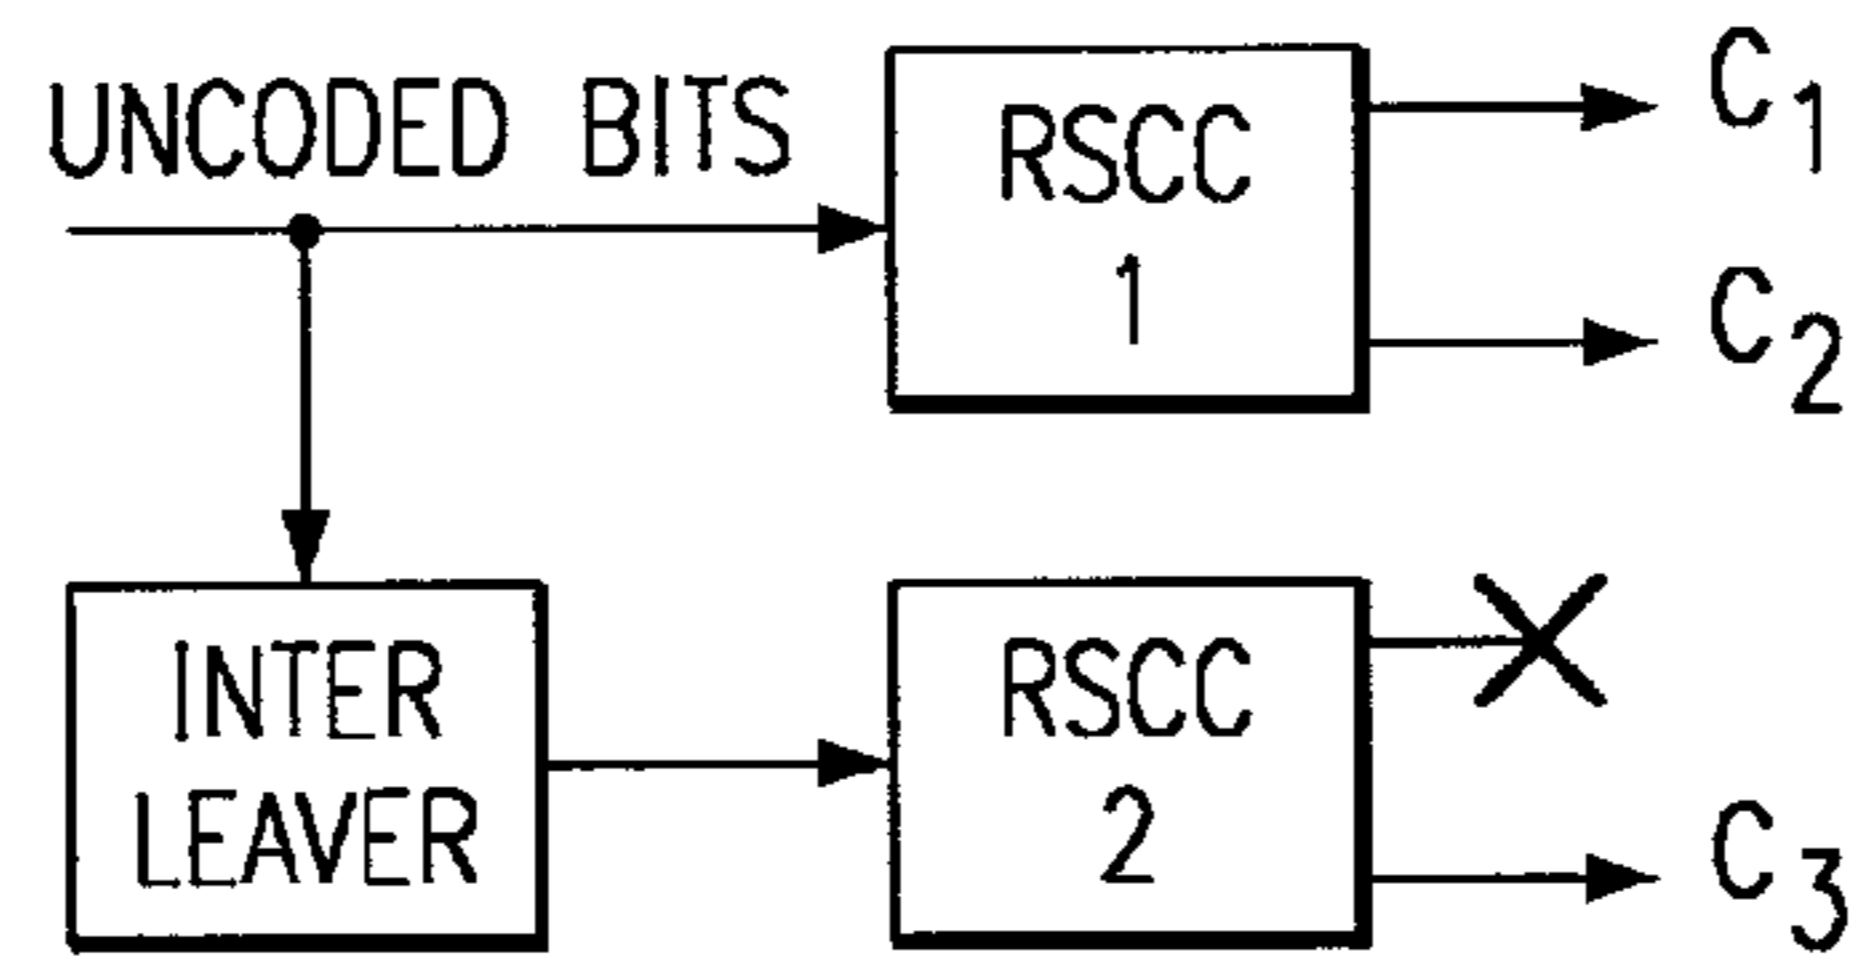 UNCODED BITS
RSCC
1
C1
C2
INTER
LEAVER
RSCC
2
C3